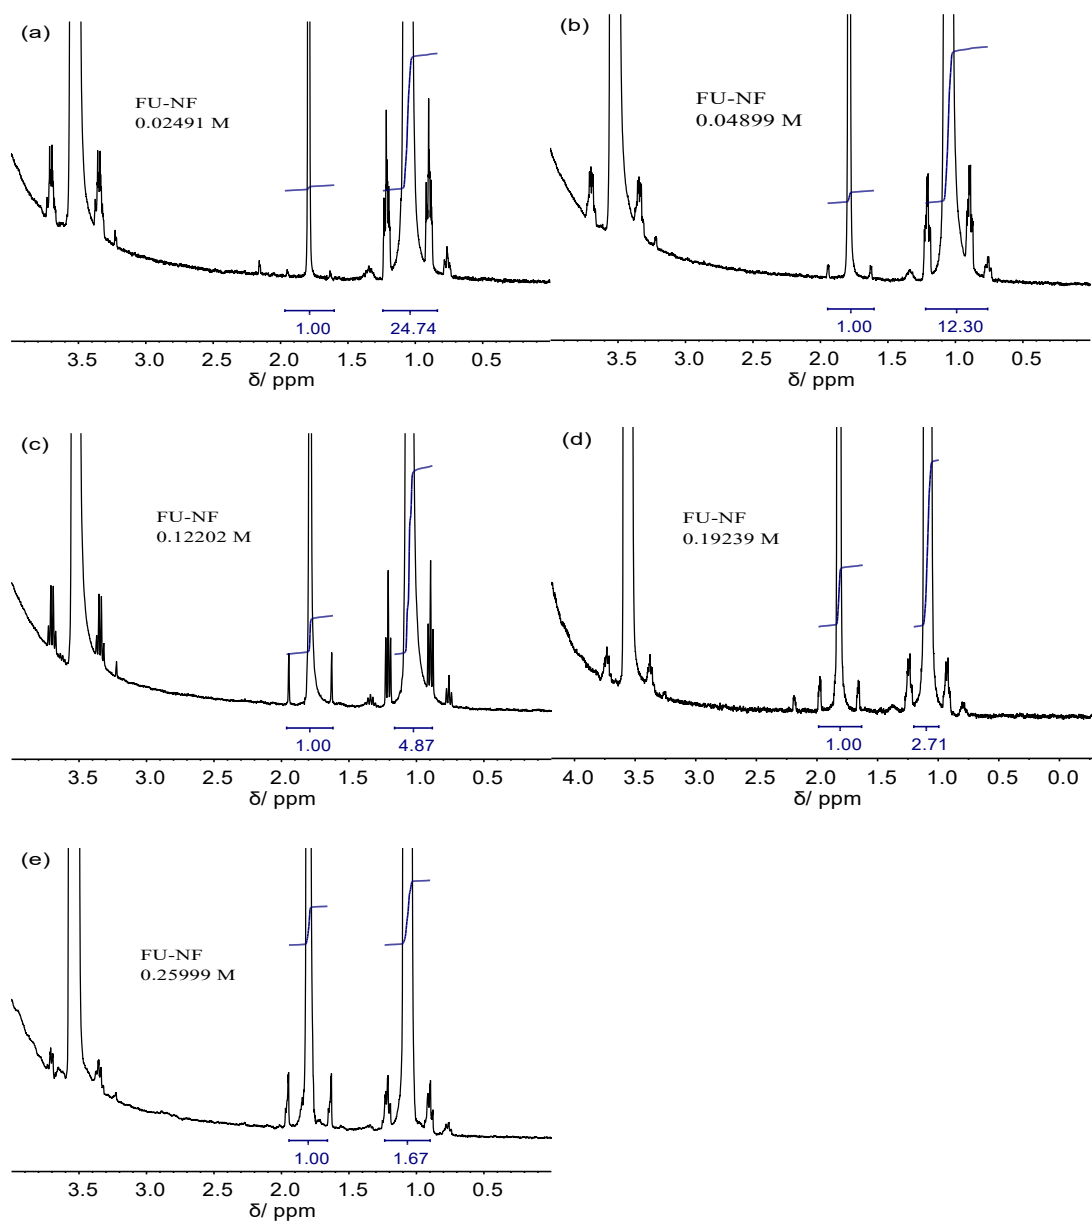 (a)
FU-NF
0.02491 M
1.00 24.74
3.5 3.0 2.5 2.0 1.5 1.0 0.5
δ/ ppm
(b)
FU-NF
0.04899 M
1.00 12.30
3.5 3.0 2.5 2.0 1.5 1.0 0.5
δ/ ppm
(c)
FU-NF
0.12202 M
1.00 4.87
3.5 3.0 2.5 2.0 1.5 1.0 0.5
δ/ ppm
(d)
FU-NF
0.19239 M
1.00 2.71
4.0 3.5 3.0 2.5 2.0 1.5 1.0 0.5 0.0
δ/ ppm
(e)
FU-NF
0.25999 M
1.00 1.67
3.5 3.0 2.5 2.0 1.5 1.0 0.5
δ/ ppm